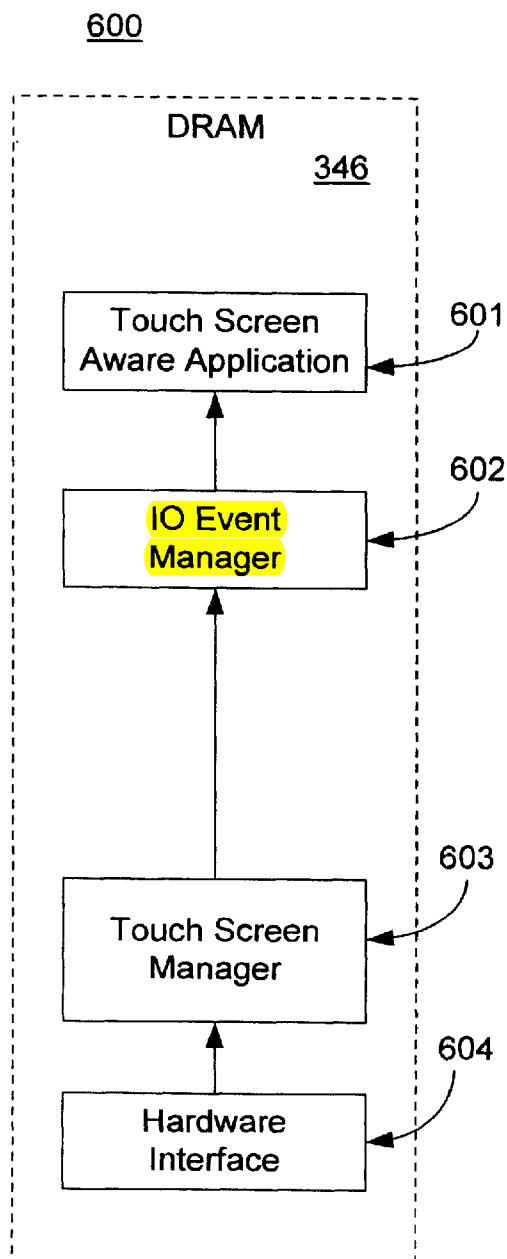 600
DRAM
346
Touch Screen
Aware Application
601
IO Event
Manager
602
Touch Screen
Manager
603
Hardware
Interface
604